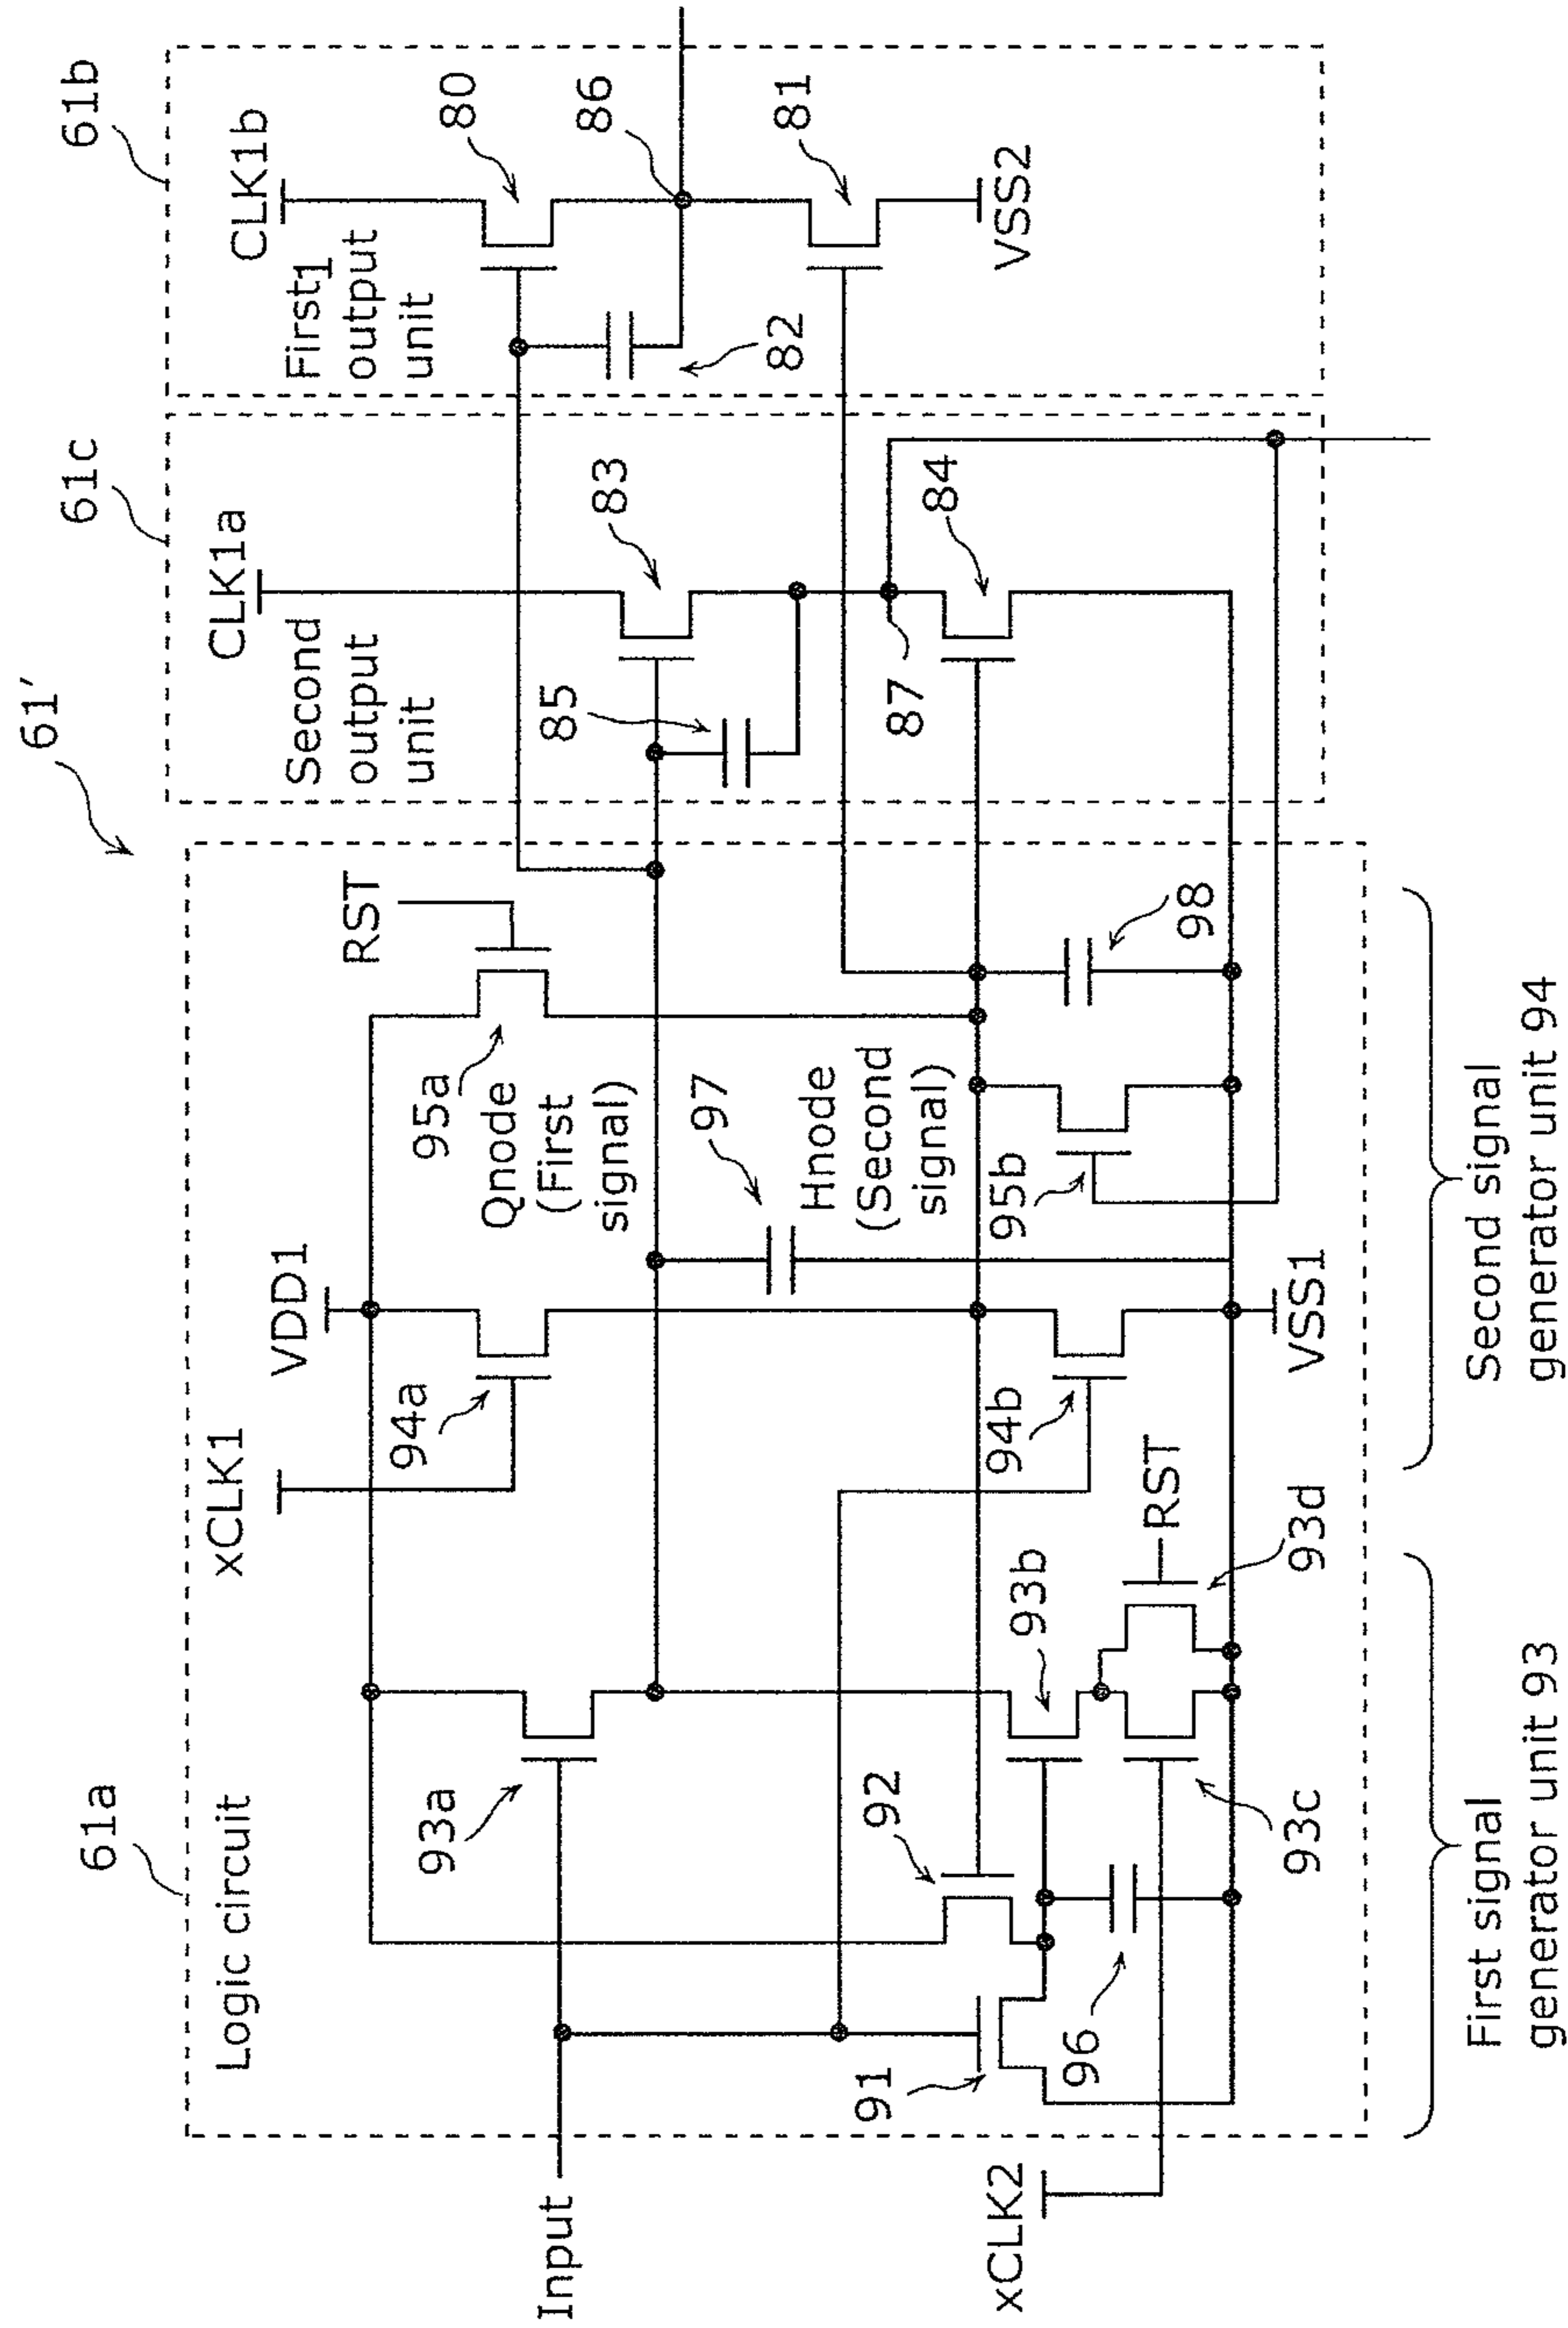 61′
61a
61c
61b
Logic circuit
xCLK1
VDD1
RST
Second
output
unit
CLK1a
First1
output
unit
CLK1b
93a
94a
95a
Qnode
(First
signal)
85
83
82
80
86
97
Hnode
(Second
signal)
87
84
81
VSS2
Input
91
92
93b
94b
95b
98
96
93c
93d
RST
VSS1
xCLK2
First signal
generator unit 93
Second signal
generator unit 94